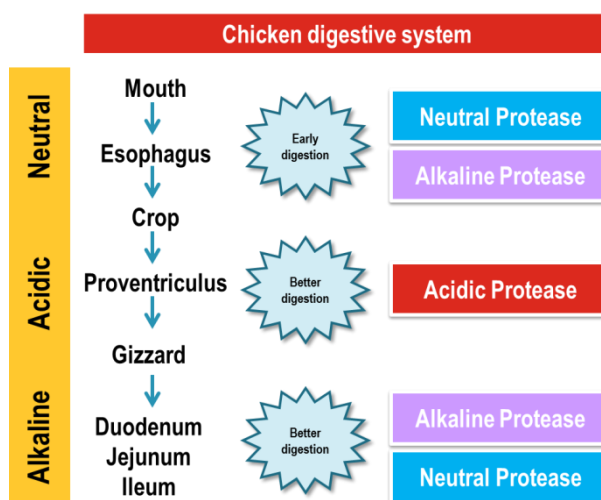 Chicken digestive system
Neutral
Mouth
Esophagus
Early
digestion
Neutral Protease
Alkaline Protease
Crop
Acidic
Proventriculus
Better
digestion
Acidic Protease
Gizzard
Alkaline
Duodenum
Jejunum
Ileum
Better
digestion
Alkaline Protease
Neutral Protease